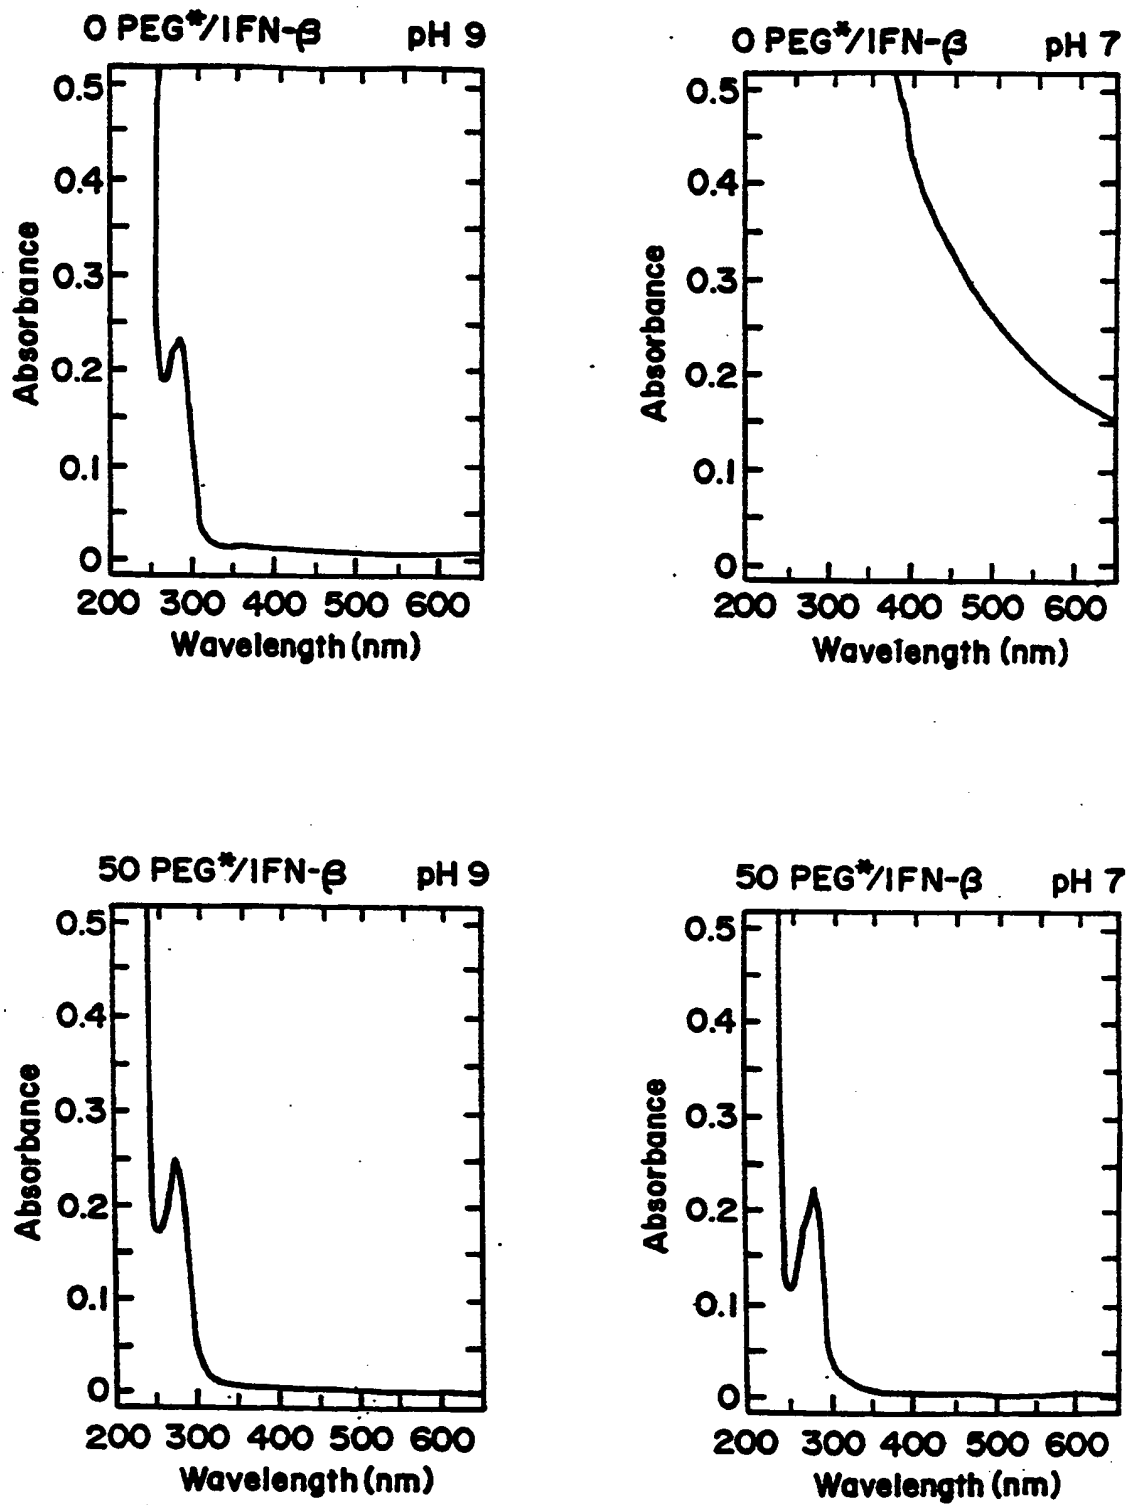 0 PEG*/IFN-β pH 9
0.5
0.4
0.3
0.2
0.1
0
Absorbance
200 300 400 500 600
Wavelength (nm)
0 PEG*/IFN-β pH 7
0.5
0.4
0.3
0.2
0.1
0
Absorbance
200 300 400 500 600
Wavelength (nm)
50 PEG*/IFN-β pH 9
0.5
0.4
0.3
0.2
0.1
0
Absorbance
200 300 400 500 600
Wavelength (nm)
50 PEG*/IFN-β pH 7
0.5
0.4
0.3
0.2
0.1
0
Absorbance
200 300 400 500 600
Wavelength (nm)